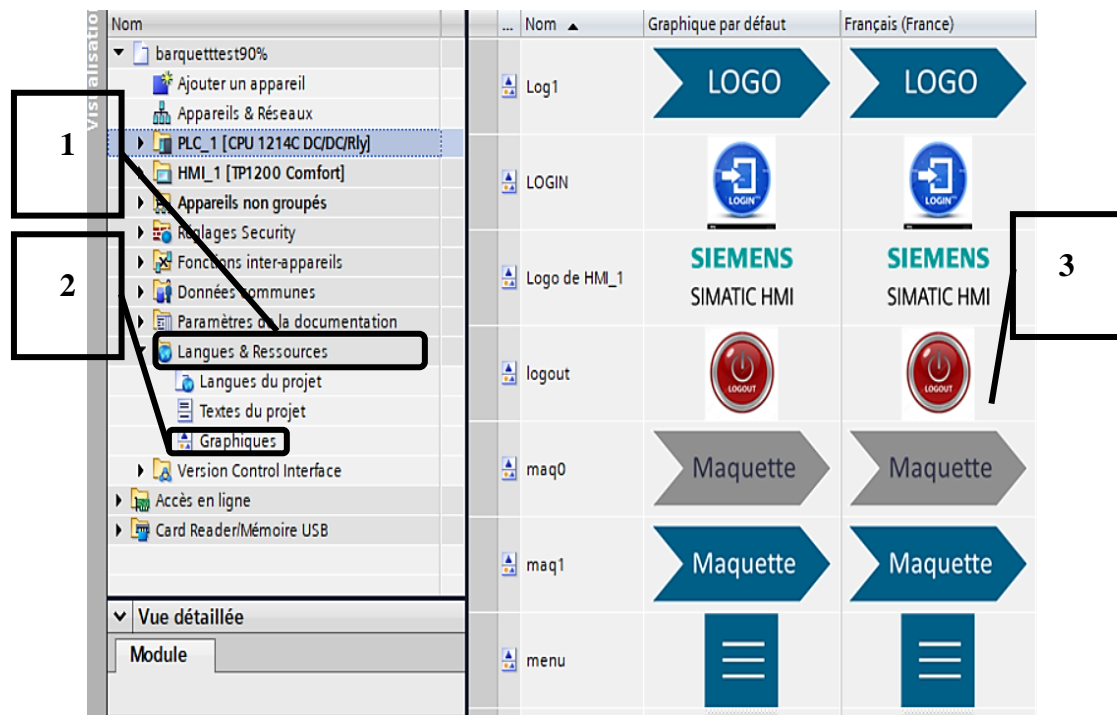 Visualisatio
Nom
barquetttest90%
Ajouter un appareil
Appareils & Réseaux
PLC_1 [CPU 1214C DC/DC/Rly]
HMI_1 [TP1200 Comfort]
Appareils non groupés
Réglages Security
Fonctions inter-appareils
Données communes
Paramètres de la documentation
Langues & Ressources
Langues du projet
Textes du projet
Graphiques
Version Control Interface
Accès en ligne
Card Reader/Mémoire USB
Vue détaillée
Module
1
2
... Nom Graphique par défaut Français (France)
Log1 LOGO LOGO
LOGIN LOGIN LOGIN
Logo de HMI_1 SIEMENS SIMATIC HMI SIEMENS SIMATIC HMI
logout LOGOUT LOGOUT
maq0 Maquette Maquette
maq1 Maquette Maquette
menu
3